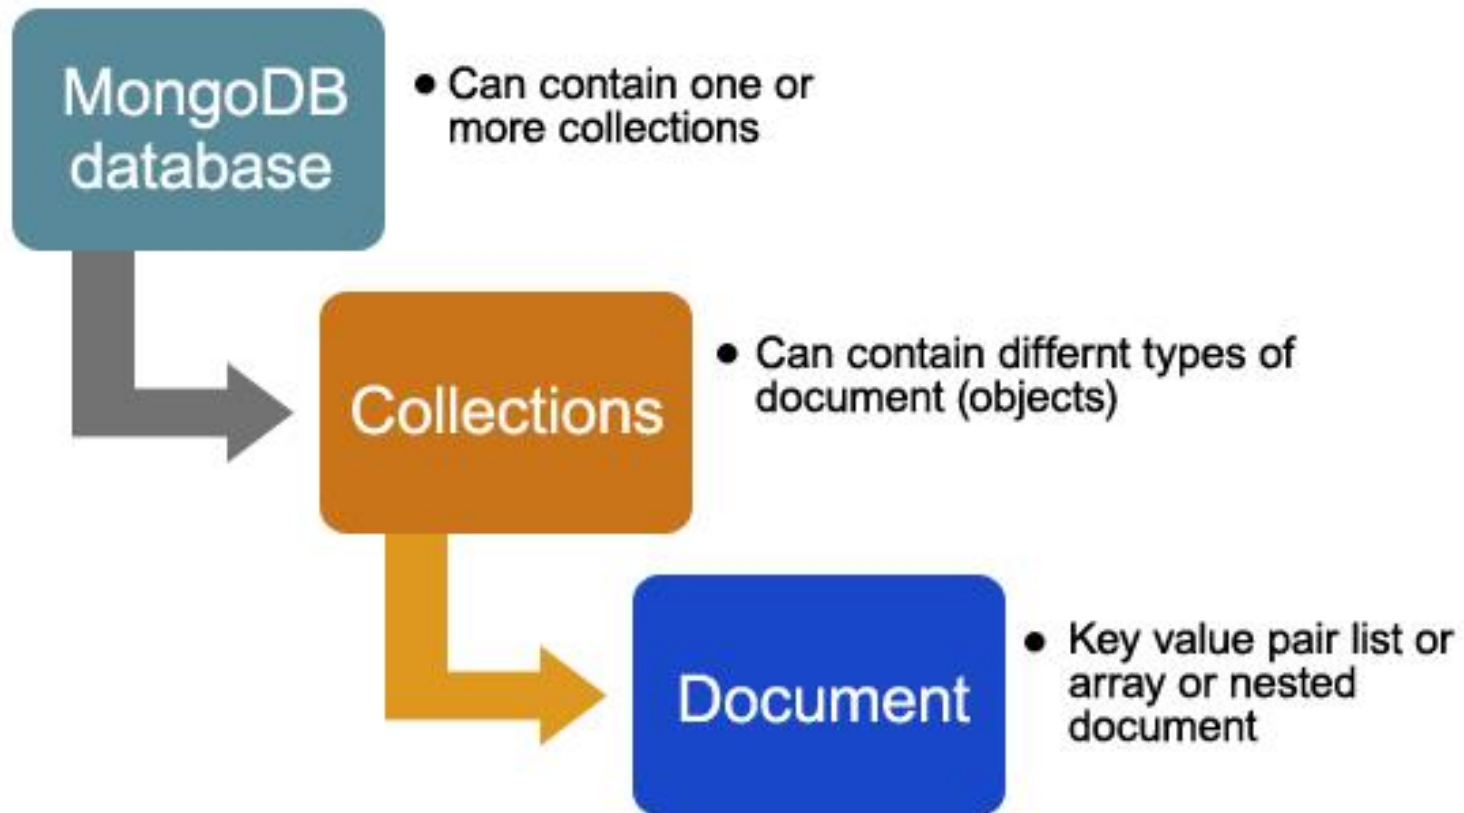 MongoDB
database
• Can contain one or
more collections
Collections
• Can contain differnt types of
document (objects)
Document
• Key value pair list or
array or nested
document